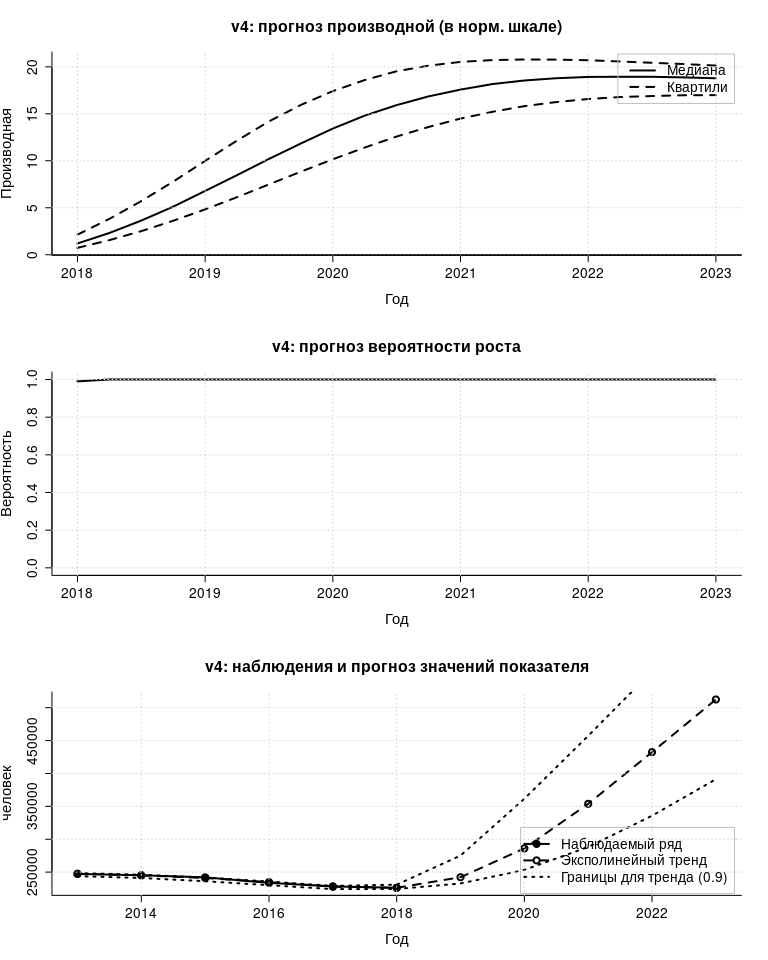 v4: прогноз производной (в норм. шкале)
Производная
20
15
10
5
0
Медиана
Квартили
2018 2019 2020 2021 2022 2023
Год
v4: прогноз вероятности роста
Вероятность
1.0
0.8
0.6
0.4
0.2
0.0
2018 2019 2020 2021 2022 2023
Год
v4: наблюдения и прогноз значений показателя
человек
450000
350000
250000
Наблюдаемый ряд
Эксполинейный тренд
Границы для тренда (0.9)
2014 2016 2018 2020 2022
Год